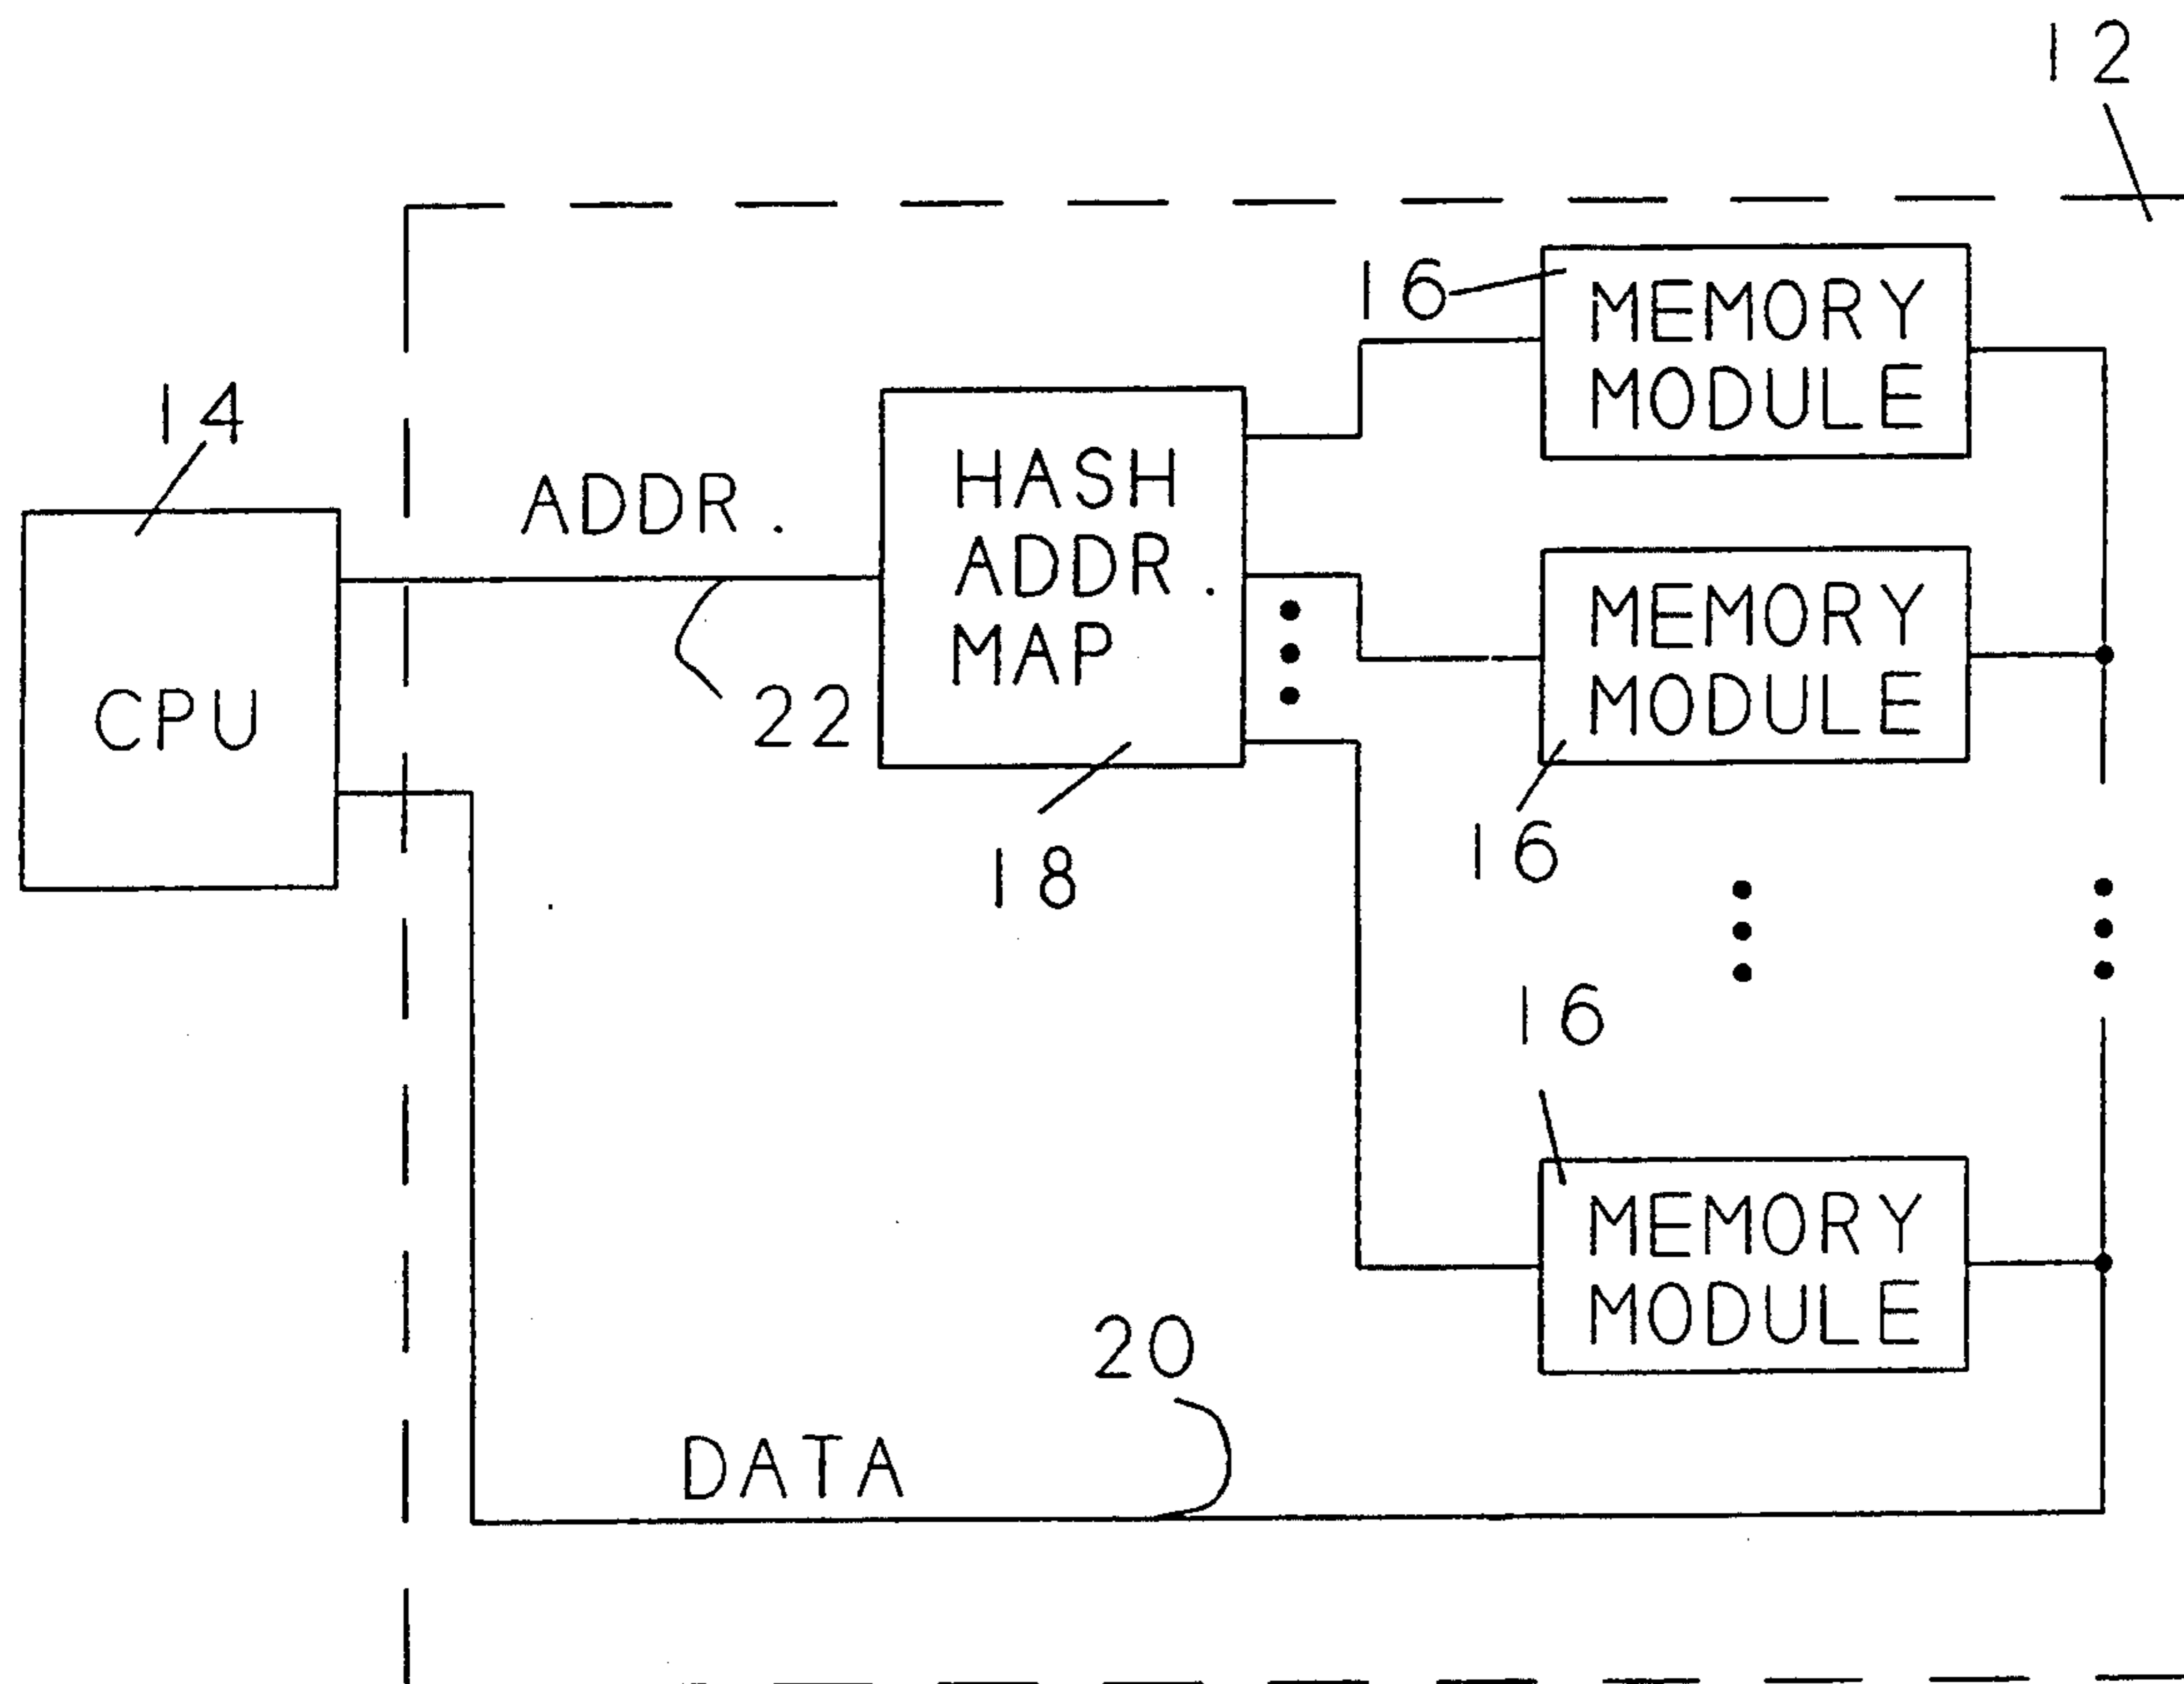 12
16
MEMORY
MODULE
14
ADDR.
HASH
ADDR.
MAP
CPU
22
MEMORY
MODULE
18
16
16
MEMORY
MODULE
20
DATA